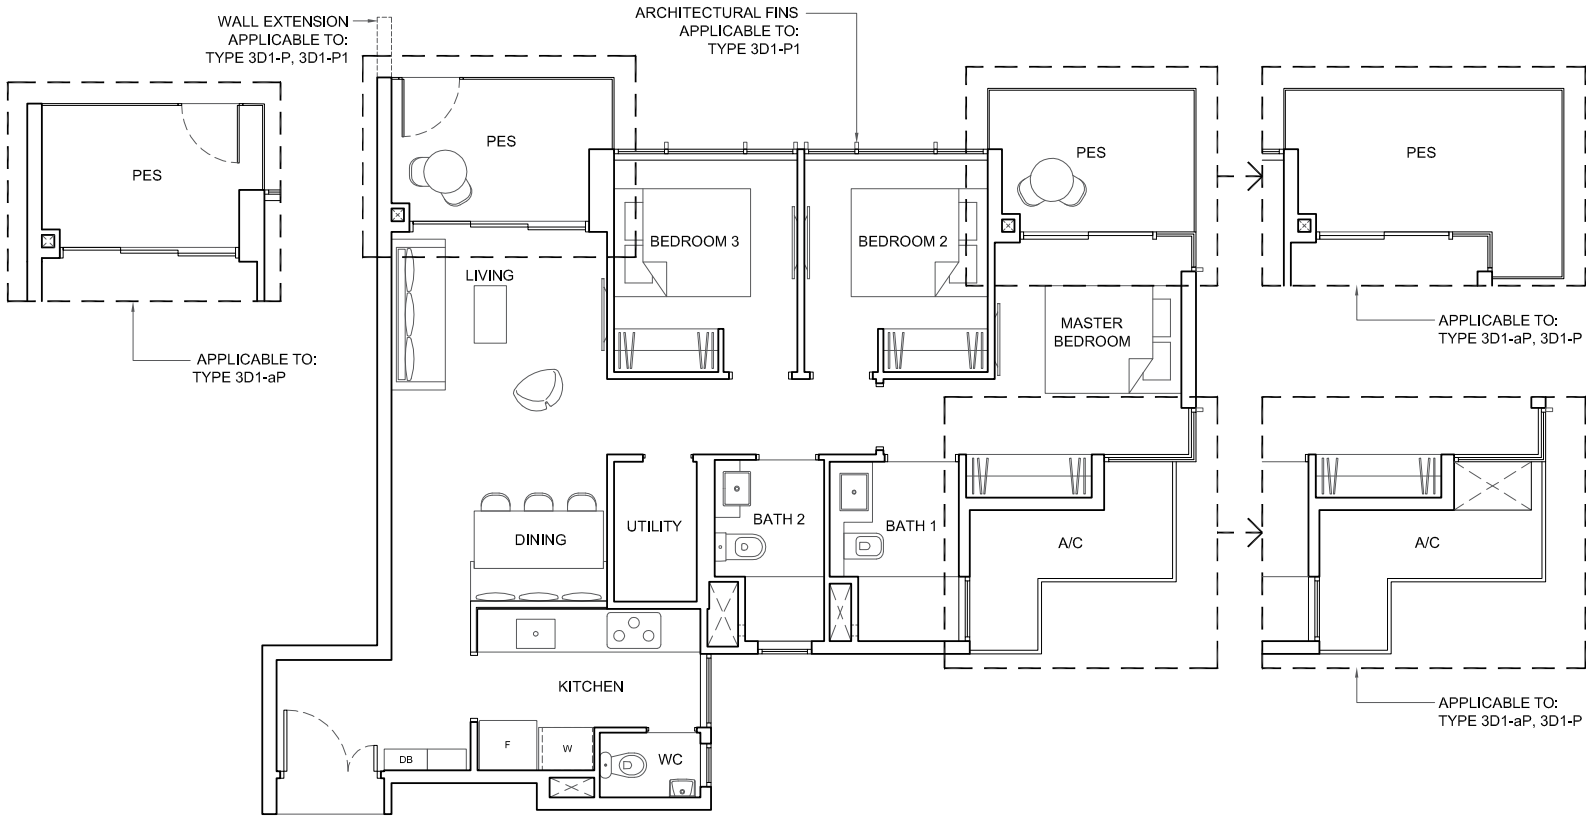 WALL EXTENSION
APPLICABLE TO:
TYPE 3D1-P, 3D1-P1
ARCHITECTURAL FINS
APPLICABLE TO:
TYPE 3D1-P1
PES
PES
PES
PES
BEDROOM 3
BEDROOM 2
LIVING
MASTER
BEDROOM
APPLICABLE TO:
TYPE 3D1-aP
APPLICABLE TO:
TYPE 3D1-aP, 3D1-P
DINING
UTILITY
BATH 2
BATH 1
A/C
A/C
KITCHEN
F
W
DB
WC
APPLICABLE TO:
TYPE 3D1-aP, 3D1-P